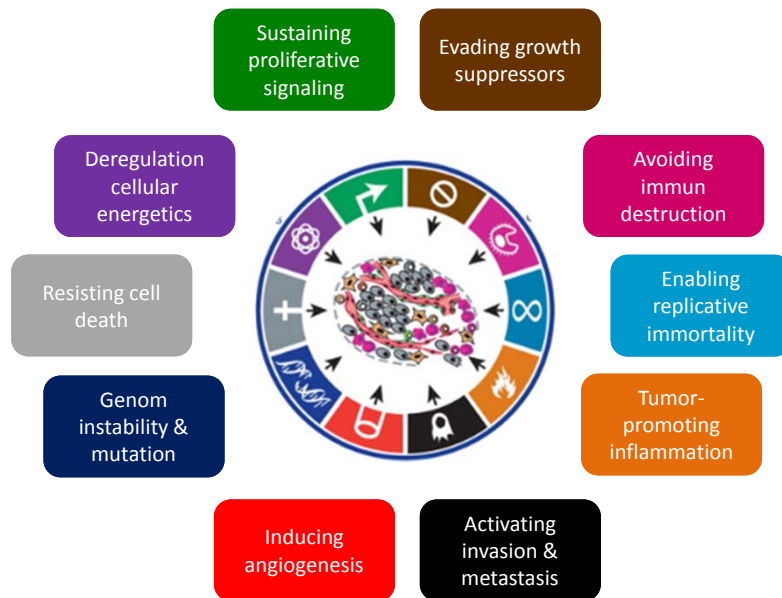 Sustaining
proliferative
signaling
Evading growth
suppressors
Deregulation
cellular
energetics
Avoiding
immun
destruction
Resisting cell
death
Enabling
replicative
immortality
Genom
instability &
mutation
Tumor-
promoting
inflammation
Inducing
angiogenesis
Activating
invasion &
metastasis